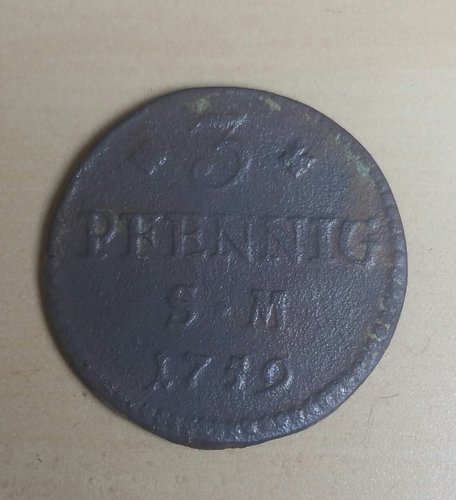 3
PFENNIG
S · M
1759